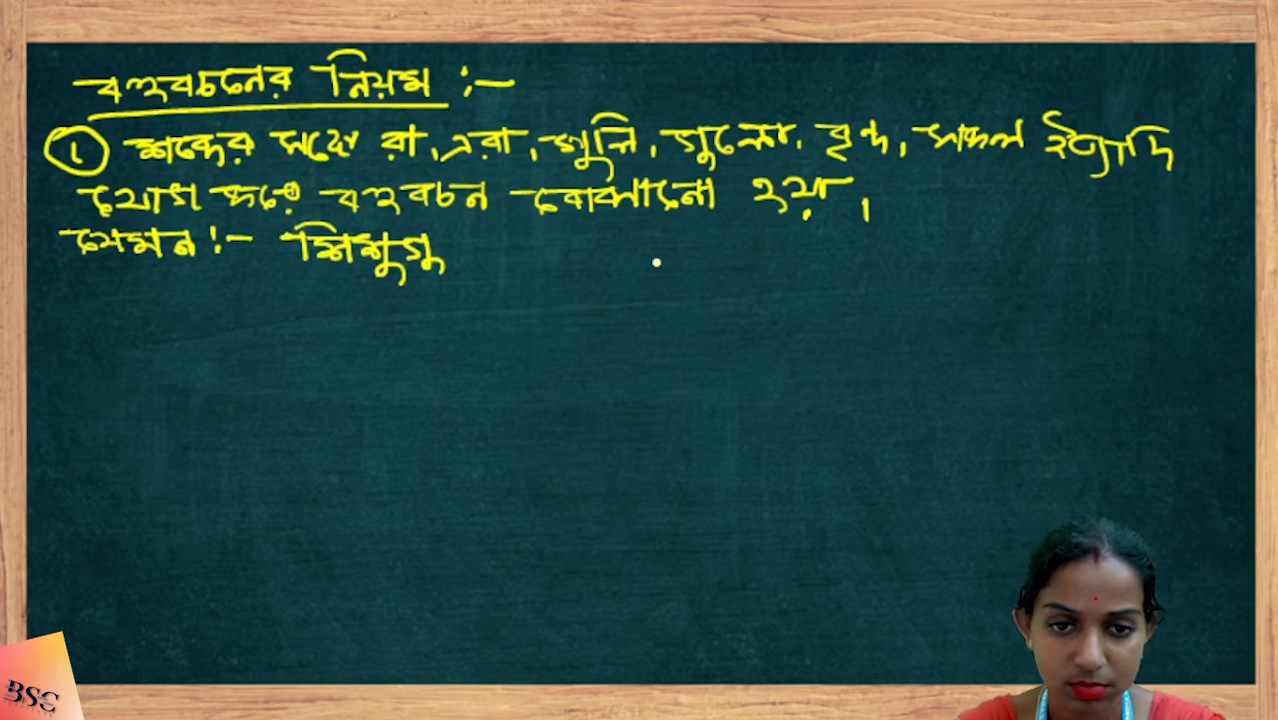 বহুবচনের নিয়ম :-
① শব্দের সঙ্গে রা, এরা, গুলি, গুলো, বৃন্দ, সকল ইত্যাদি
যোগ করে বহুবচন বোঝানো হয়।
যেমন :- শিশুগু
BSC